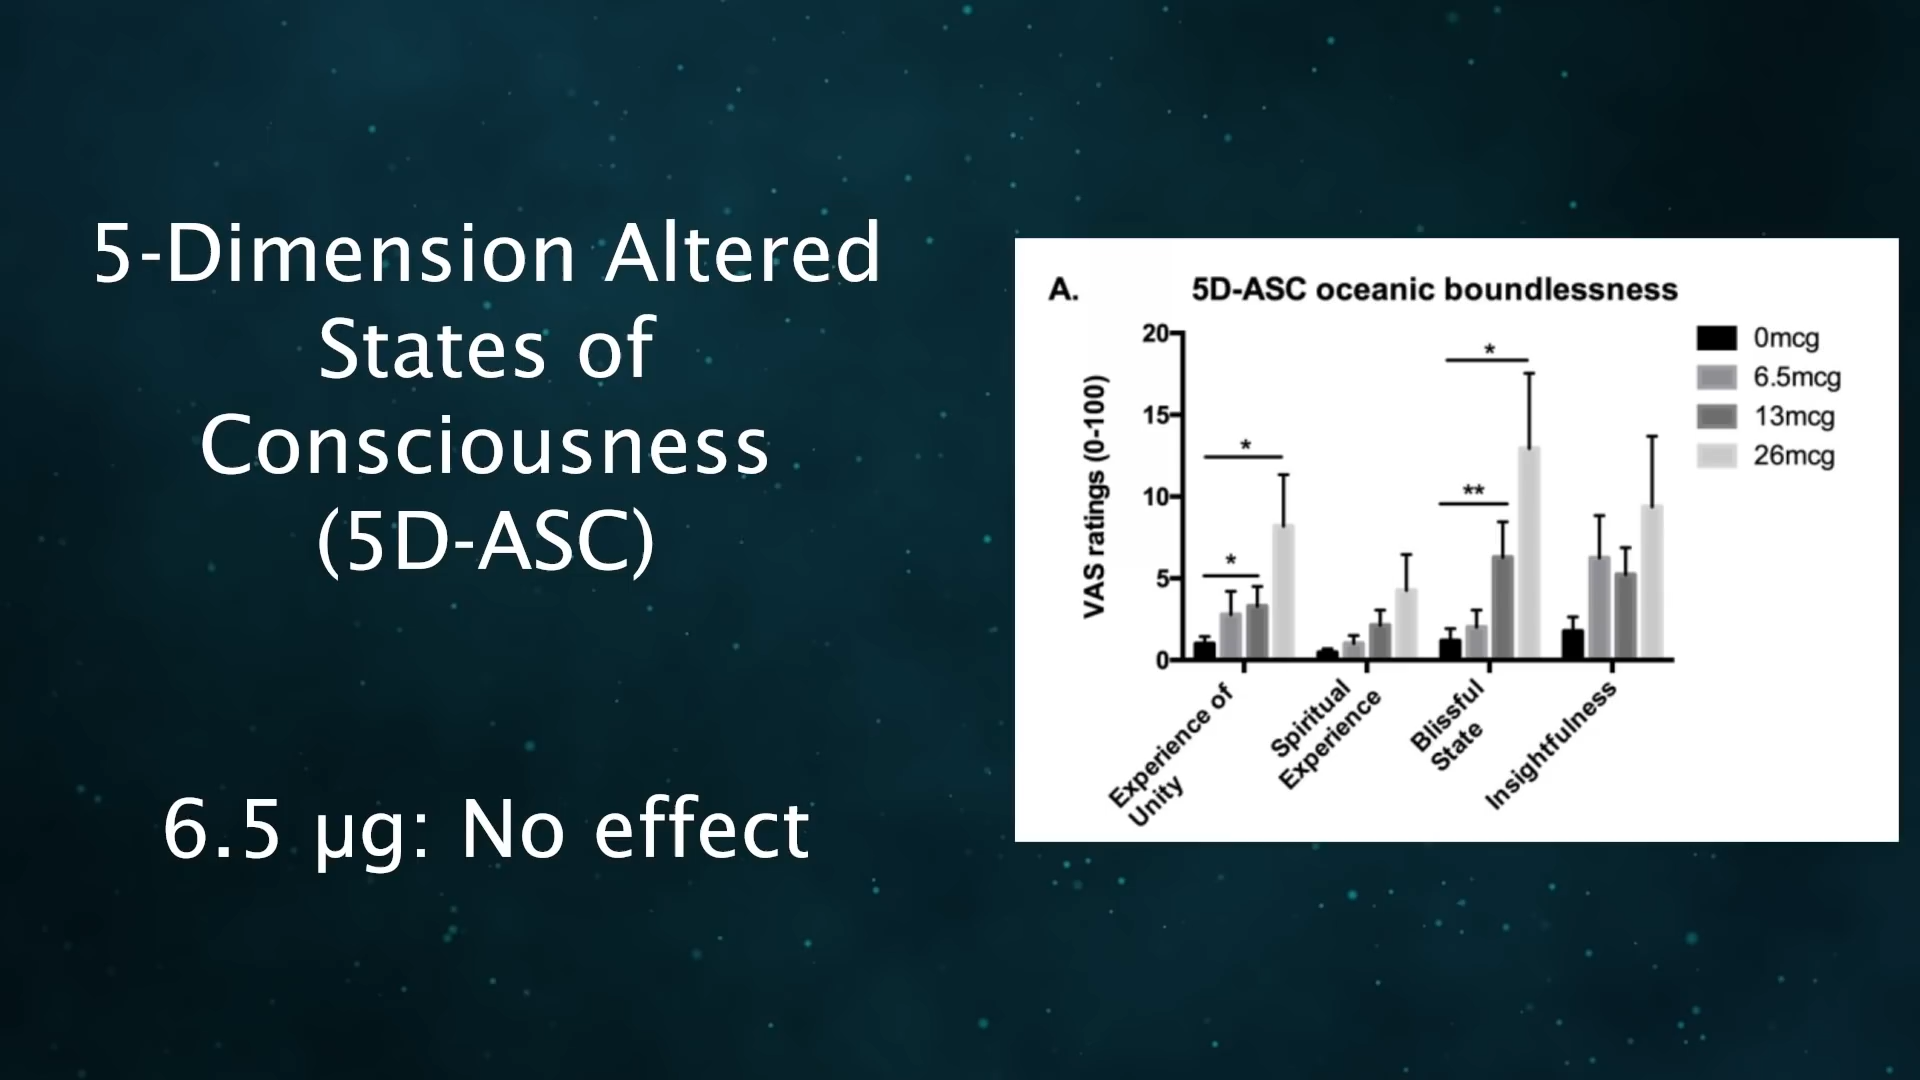 5-Dimension Altered
States of
Consciousness
(5D-ASC)
6.5 µg: No effect
A.
5D-ASC oceanic boundlessness
VAS ratings (0-100)
20
15
10
5
0
*
*
**
*
Experience of
Unity
Spiritual
Experience
Blissful
State
Insightfulness
0mcg
6.5mcg
13mcg
26mcg